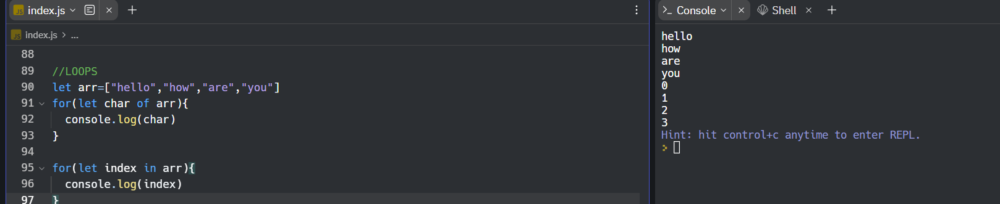 JS index.js
JS index.js > ...
88
89 //LOOPS
90 let arr=["hello","how","are","you"]
91 for(let char of arr){
92 console.log(char)
93 }
94
95 for(let index in arr){
96 console.log(index)
97 }
>_ Console
Shell
hello
how
are
you
0
1
2
3
Hint: hit control+c anytime to enter REPL.
>